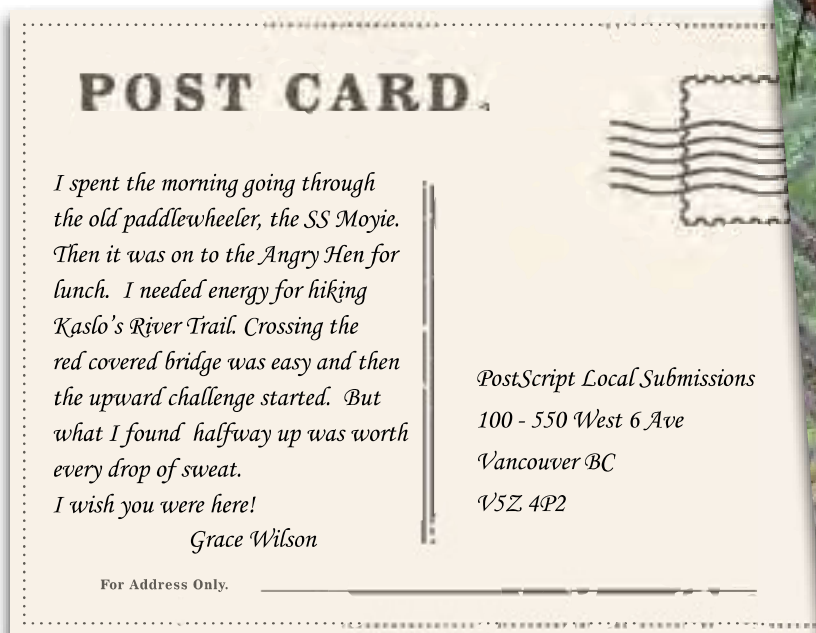 POST CARD.
I spent the morning going through
the old paddlewheeler, the SS Moyie.
Then it was on to the Angry Hen for
lunch.  I needed energy for hiking
Kaslo's River Trail. Crossing the
red covered bridge was easy and then
the upward challenge started.  But
what I found  halfway up was worth
every drop of sweat.
I wish you were here!
Grace Wilson
PostScript Local Submissions
100 - 550 West 6 Ave
Vancouver BC
V5Z 4P2
For Address Only.